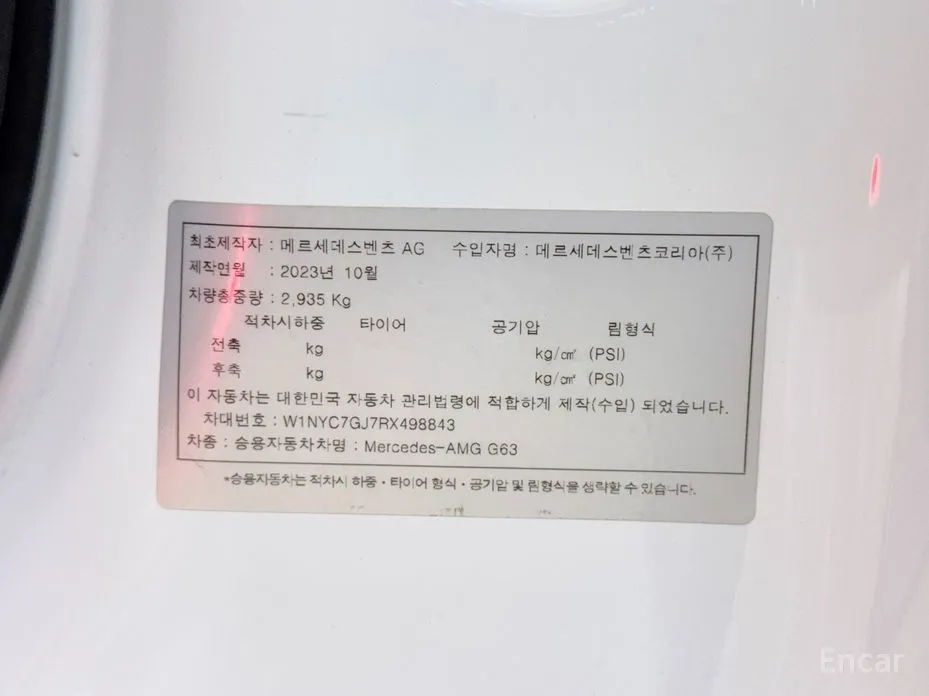 최초제작자 : 메르세데스벤츠 AG 수입자명 : 메르세데스벤츠코리아(주)
제작연월 : 2023년 10월
차량총중량 : 2,935 Kg
적차시하중 타이어 공기압 림형식
전축 kg kg/㎠ (PSI)
후축 kg kg/㎠ (PSI)
이 자동차는 대한민국 자동차 관리법령에 적합하게 제작(수입) 되었습니다.
차대번호 : W1NYC7GJ7RX498843
차종 : 승용자동차차명 : Mercedes-AMG G63
*승용자동차는 적차시 하중·타이어 형식·공기압 및 림형식을 생략할 수 있습니다.
Encar